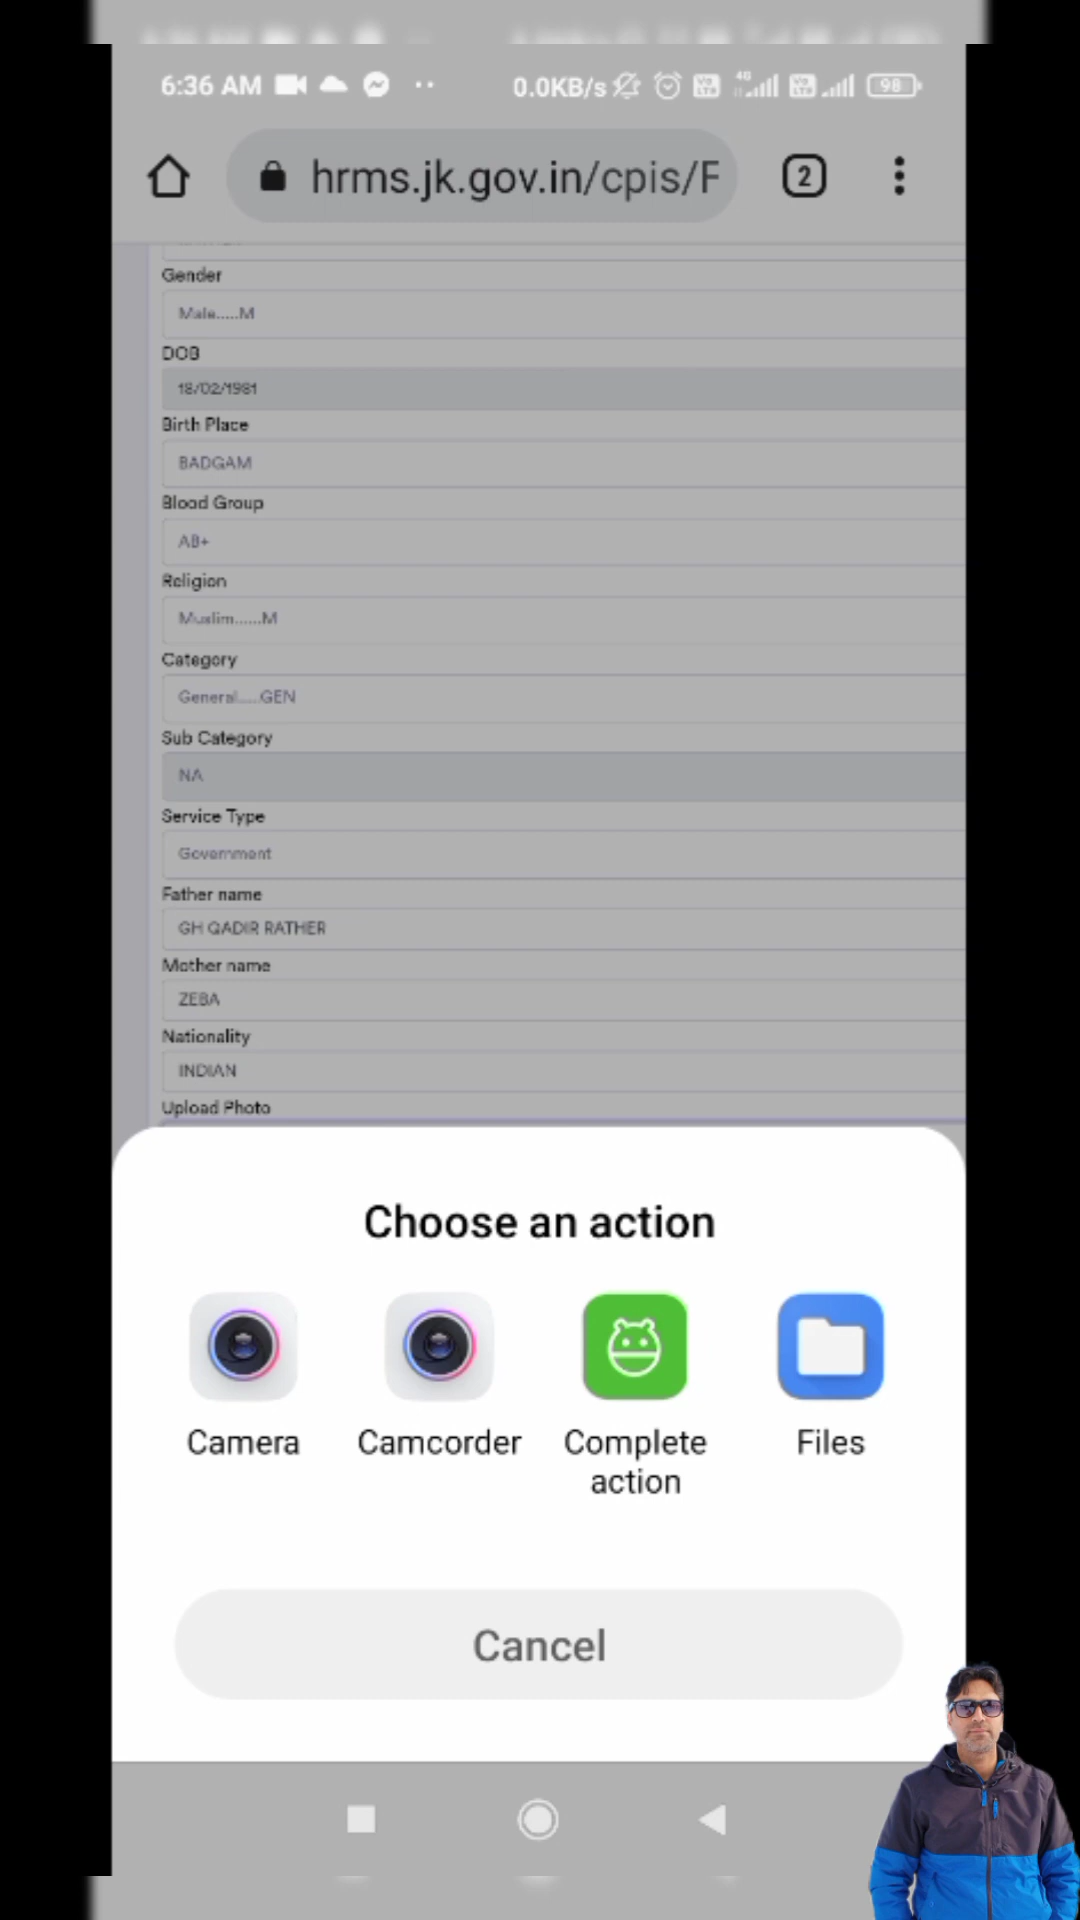 6:36 AM
0.0KB/s
4G
98
hrms.jk.gov.in/cpis/F
2
Gender
Male.....M
DOB
18/02/1981
Birth Place
BADGAM
Blood Group
AB+
Religion
Muslim......M
Category
General.....GEN
Sub Category
NA
Service Type
Government
Father name
GH QADIR RATHER
Mother name
ZEBA
Nationality
INDIAN
Upload Photo
Choose an action
Camera
Camcorder
Complete
action
Files
Cancel